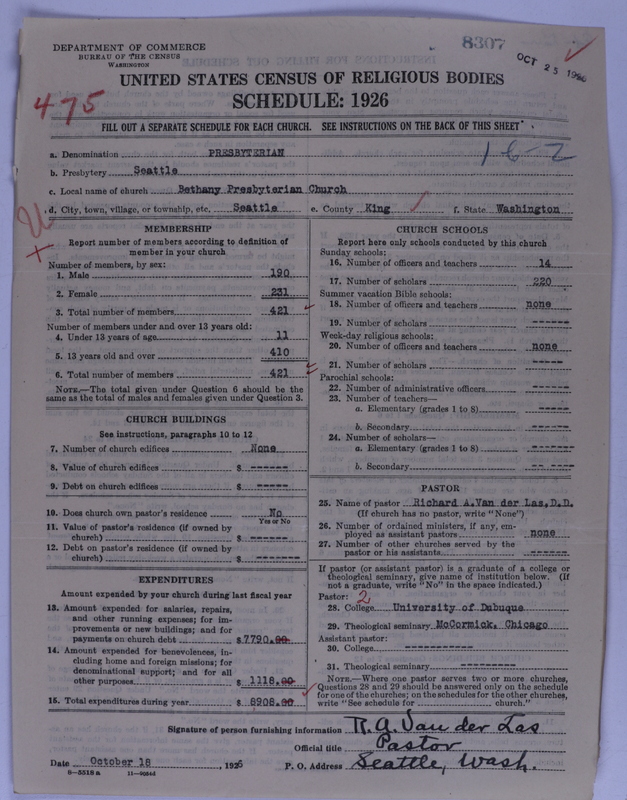 8307
OCT 25 1926
DEPARTMENT OF COMMERCE
BUREAU OF THE CENSUS
WASHINGTON
UNITED STATES CENSUS OF RELIGIOUS BODIES
475
SCHEDULE: 1926
FILL OUT A SEPARATE SCHEDULE FOR EACH CHURCH. SEE INSTRUCTIONS ON THE BACK OF THIS SHEET
a. Denomination PRESBYTERIAN
1-6-2
b. Presbytery Seattle
c. Local name of church Bethany Presbyterian Church
d. City, town, village, or township, etc. Seattle e. County King f. State Washington
MEMBERSHIP
Report number of members according to definition of
member in your church
Number of members, by sex:
1. Male 190
2. Female 231
3. Total number of members 421
Number of members under and over 13 years old:
4. Under 13 years of age 11
5. 13 years old and over 410
6. Total number of members 421
NOTE.—The total given under Question 6 should be the
same as the total of males and females given under Question 3.
CHURCH BUILDINGS
See instructions, paragraphs 10 to 12
7. Number of church edifices None
8. Value of church edifices $ ------
9. Debt on church edifices $ ------
10. Does church own pastor's residence No
Yes or No
11. Value of pastor's residence (if owned by
church) $ ------
12. Debt on pastor's residence (if owned by
church) $ -------
EXPENDITURES
Amount expended by your church during last fiscal year
13. Amount expended for salaries, repairs,
and other running expenses; for im-
provements or new buildings; and for
payments on church debt $7790.00
14. Amount expended for benevolences, in-
cluding home and foreign missions; for
denominational support; and for all
other purposes $ 1118.00
15. Total expenditures during year $ 8908.00
CHURCH SCHOOLS
Report here only schools conducted by this church
Sunday schools:
16. Number of officers and teachers 14
17. Number of scholars 220
Summer vacation Bible schools:
18. Number of officers and teachers none
19. Number of scholars ------
Week-day religious schools:
20. Number of officers and teachers none
21. Number of scholars -----
Parochial schools:
22. Number of administrative officers -----
23. Number of teachers—
a. Elementary (grades 1 to 8) -----
b. Secondary -----
24. Number of scholars—
a. Elementary (grades 1 to 8) -----
b. Secondary -- ----
PASTOR
25. Name of pastor Richard A.Van der Las,D.D.
(If church has no pastor, write "None")
26. Number of ordained ministers, if any, em-
ployed as assistant pastors none
27. Number of other churches served by the
pastor or his assistants ------
If pastor (or assistant pastor) is a graduate of a college or
theological seminary, give name of institution below. (If
not a graduate, write "No" in the space indicated.)
Pastor: 2
28. College University of Dubuque
29. Theological seminary McCormick, Chicago
Assistant pastor:
30. College ------------
31. Theological seminary ----------
NOTE.—Where one pastor serves two or more churches,
Questions 28 and 29 should be answered only on the schedule
for one of the churches; on the schedules for the other churches,
write "See schedule for church."
Signature of person furnishing information R. A. Van der Las
Official title Pastor
Date October 18, 1926 P. O. Address Seattle, Wash.
8-5518 a